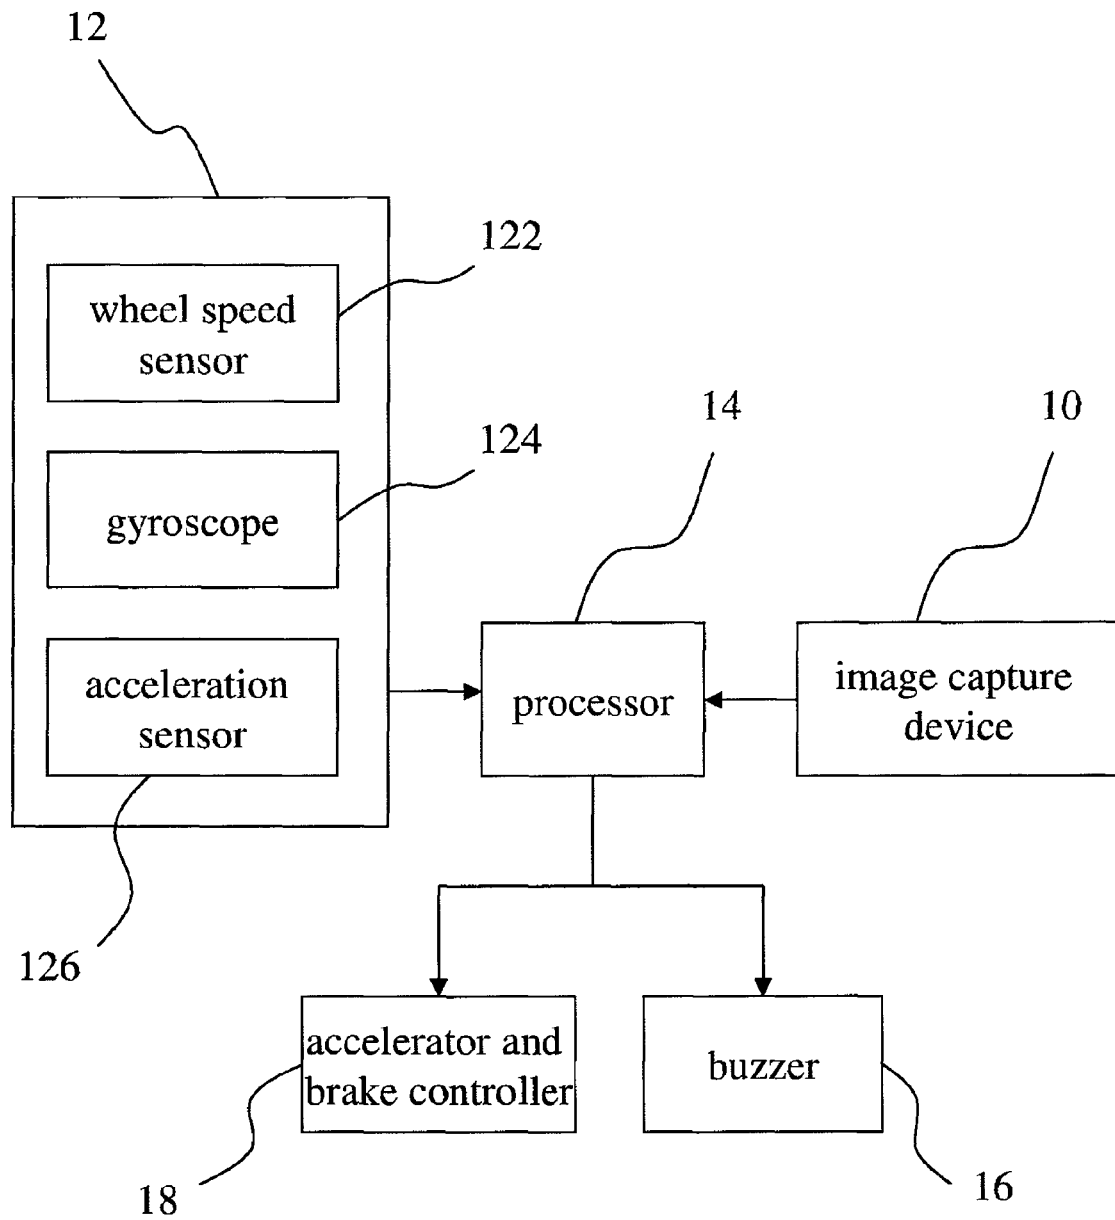 12
122
wheel speed
sensor
124
gyroscope
14
10
acceleration
sensor
processor
image capture
device
126
accelerator and
brake controller
buzzer
18
16